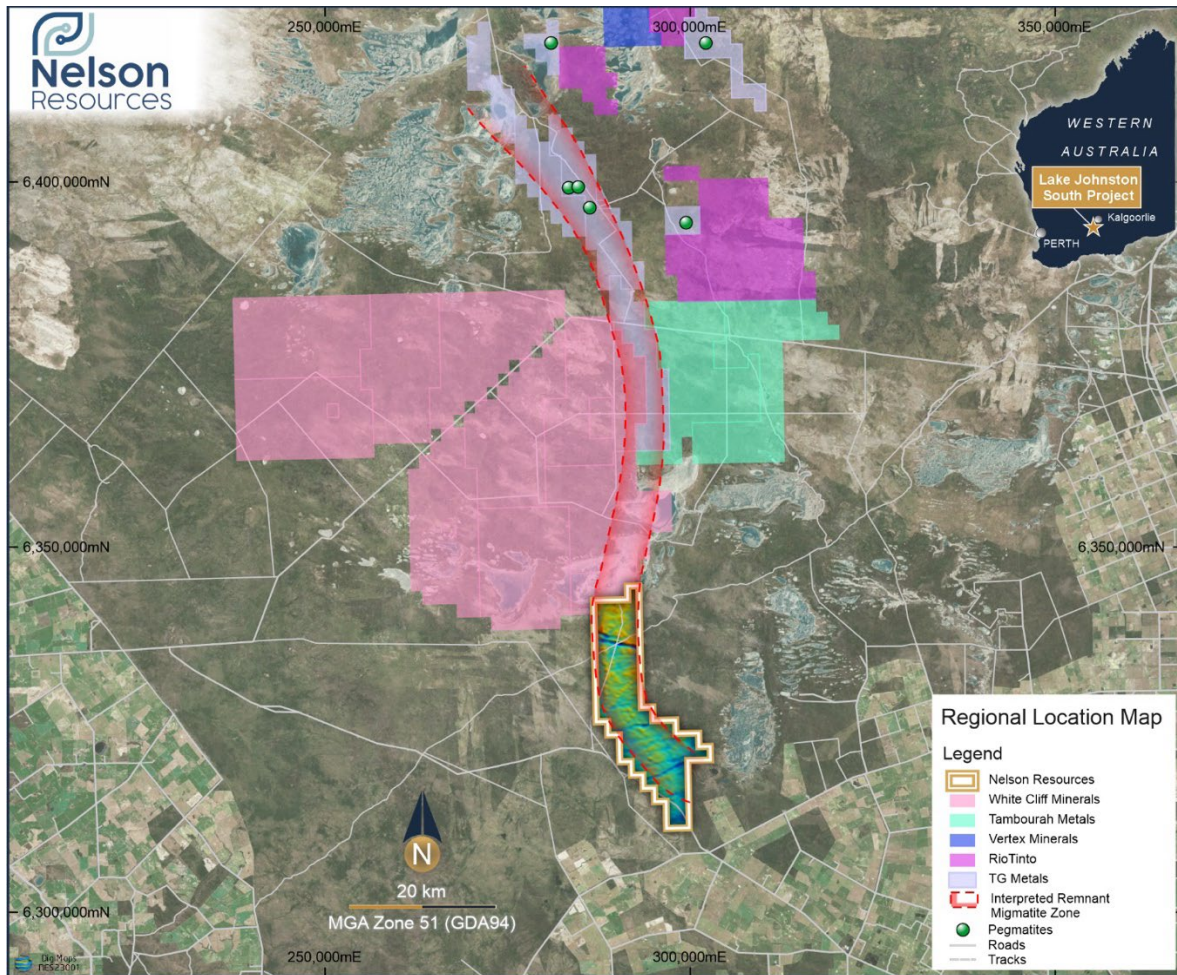 Nelson
Resources
250,000mE
300,000mE
350,000mE
WESTERN
AUSTRALIA
Lake Johnston
South Project
Kalgoorlie
PERTH
6,400,000mN
6,350,000mN
6,350,000mN
Regional Location Map
Legend
Nelson Resources
White Cliff Minerals
Tambourah Metals
Vertex Minerals
RioTinto
TG Metals
Interpreted Remnant
Migmatite Zone
Pegmatites
Roads
Tracks
N
20 km
MGA Zone 51 (GDA94)
6,300,000mN
250,000mE
300,000mE
Dig Maps
NES23001